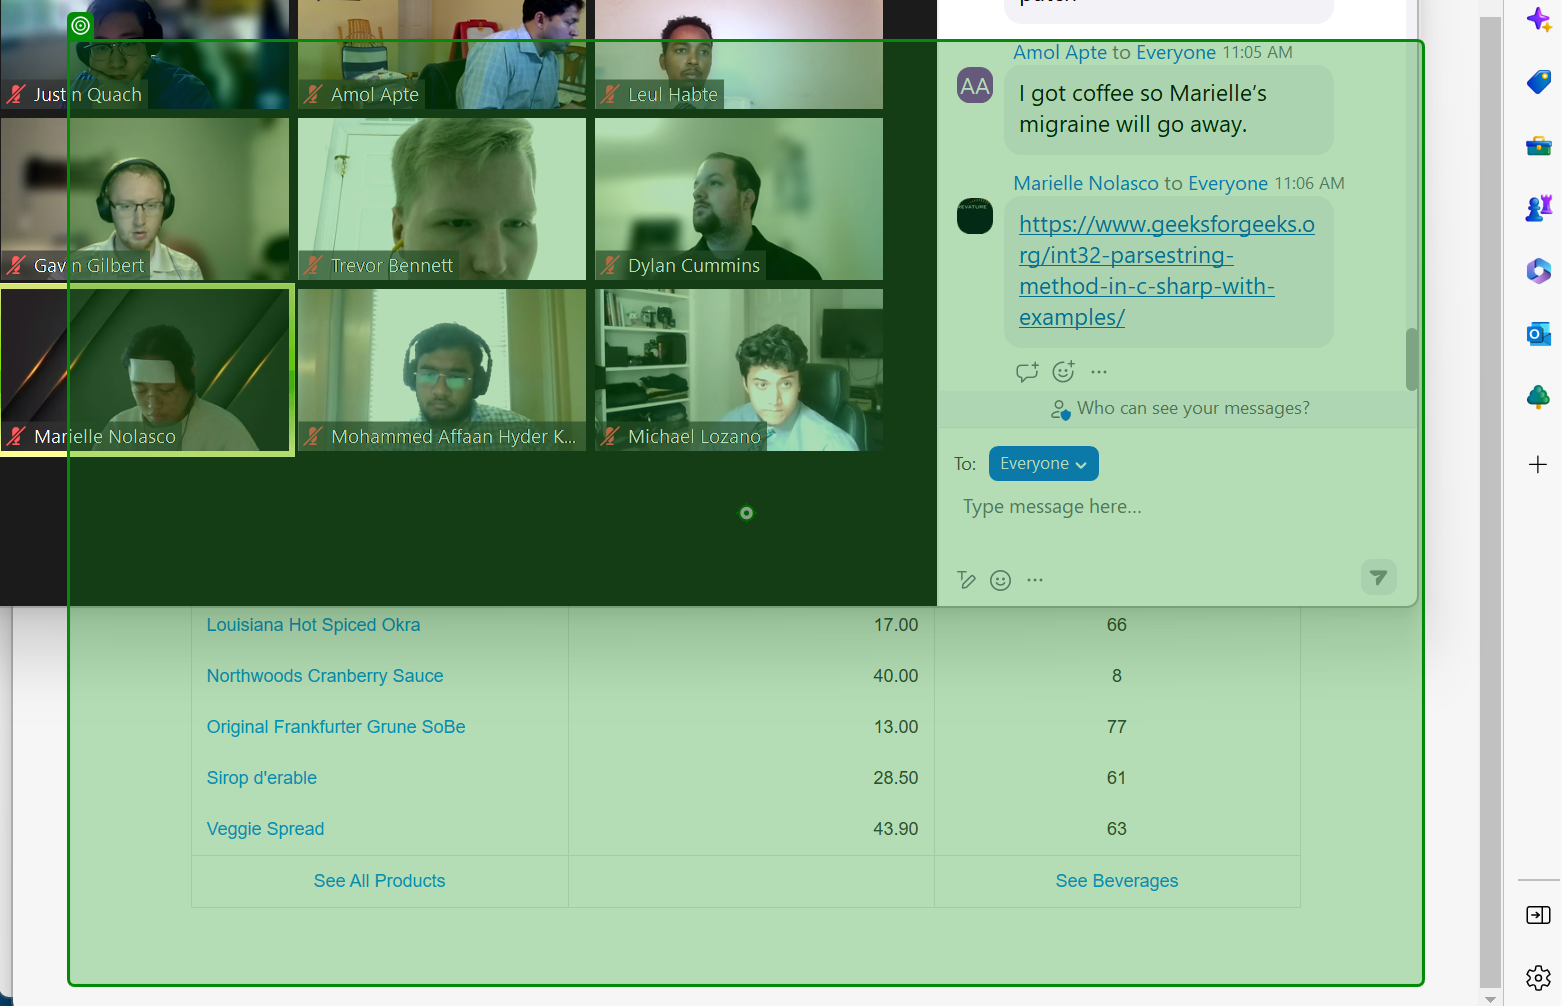 Justin Quach
Amol Apte
Leul Habte
Gavin Gilbert
Trevor Bennett
Dylan Cummins
Marielle Nolasco
Mohammed Affaan Hyder K...
Michael Lozano
Amol Apte to Everyone 11:05 AM
AA
I got coffee so Marielle’s
migraine will go away.
Marielle Nolasco to Everyone 11:06 AM
REVATURE
https://www.geeksforgeeks.o
rg/int32-parsestring-
method-in-c-sharp-with-
examples/
Who can see your messages?
To: Everyone
Type message here...
Louisiana Hot Spiced Okra 17.00 66
Northwoods Cranberry Sauce 40.00 8
Original Frankfurter Grune SoBe 13.00 77
Sirop d'erable 28.50 61
Veggie Spread 43.90 63
See All Products See Beverages